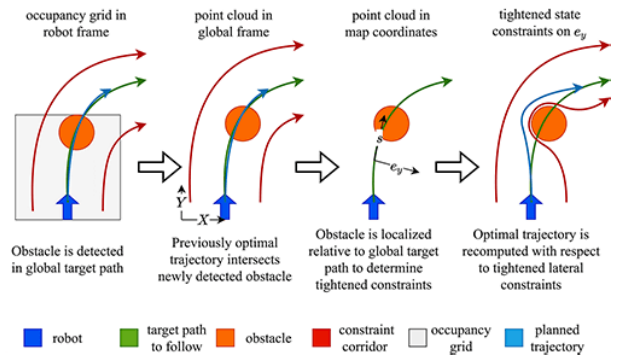 occupancy grid in
robot frame
point cloud in
global frame
point cloud in
map coordinates
tightened state
constraints on e_y
s
e_y
Y
X
Obstacle is detected
in global target path
Previously optimal
trajectory intersects
newly detected obstacle
Obstacle is localized
relative to global target
path to determine
tightened constraints
Optimal trajectory is
recomputed with respect
to tightened lateral
constraints
robot
target path
to follow
obstacle
constraint
corridor
occupancy
grid
planned
trajectory